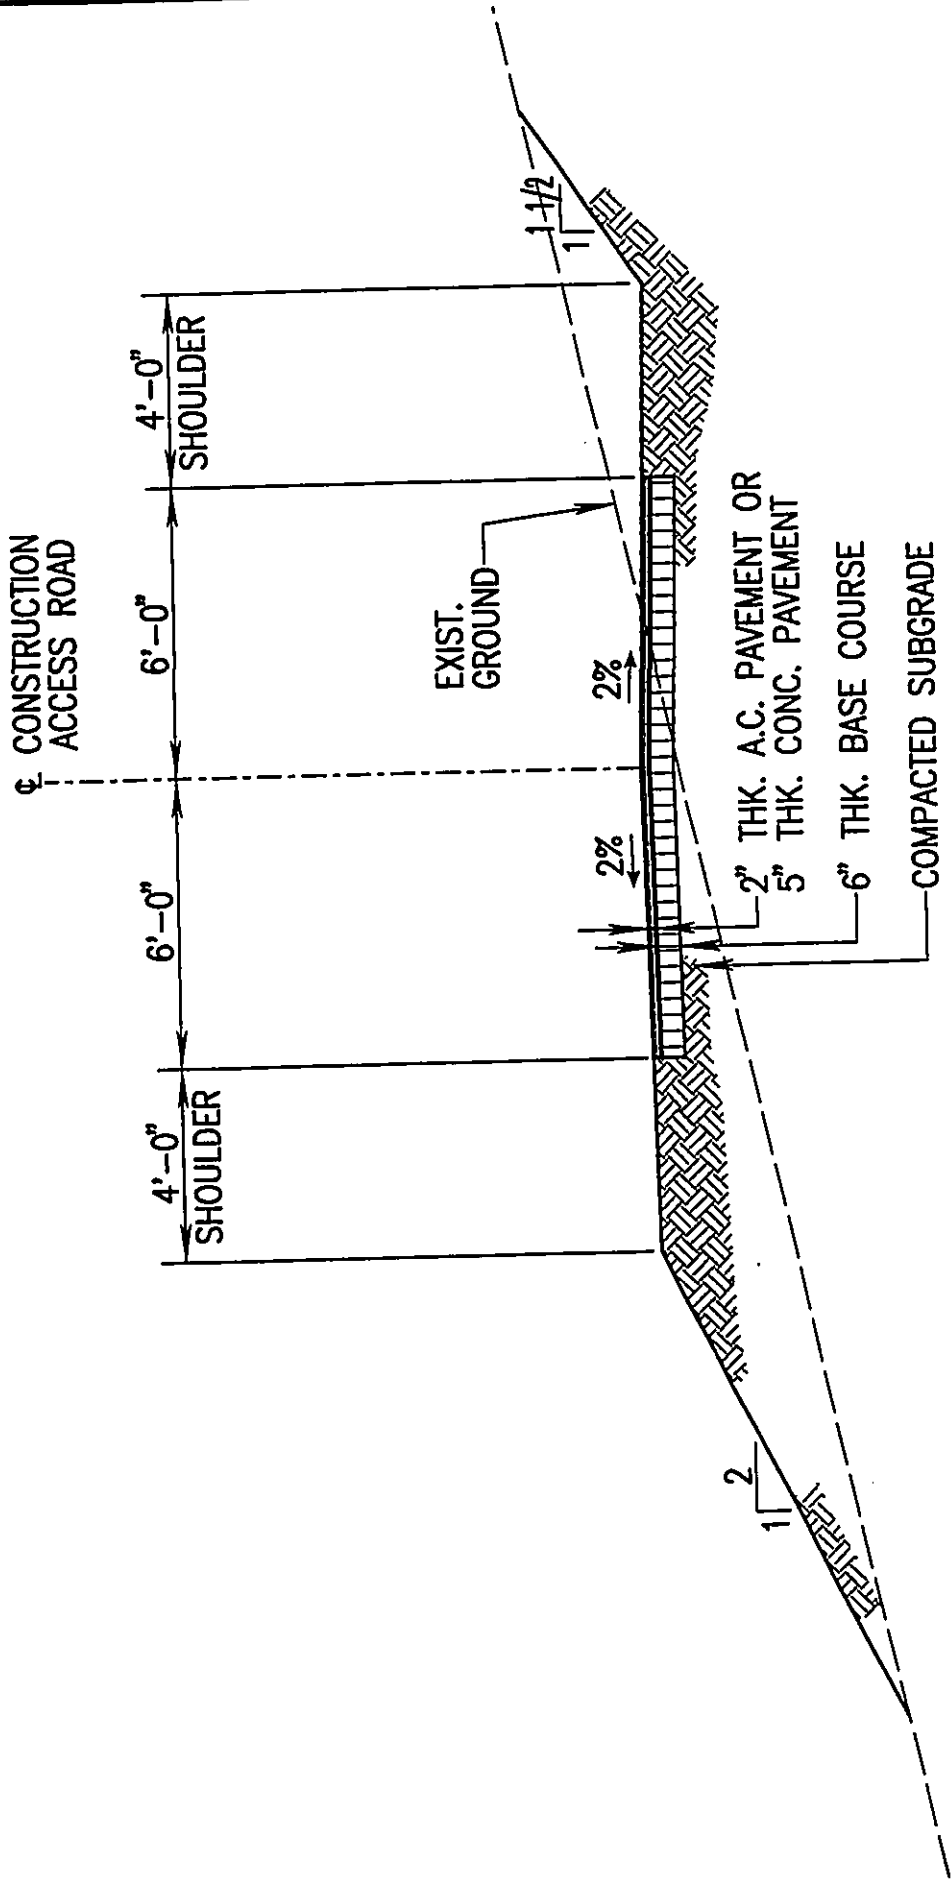 ℄ CONSTRUCTION
ACCESS ROAD
4'-0"
SHOULDER
6'-0"
6'-0"
4'-0"
SHOULDER
EXIST.
GROUND
2%
2%
1 1/2
1
2
1
2" THK. A.C. PAVEMENT OR
5" THK. CONC. PAVEMENT
6" THK. BASE COURSE
COMPACTED SUBGRADE